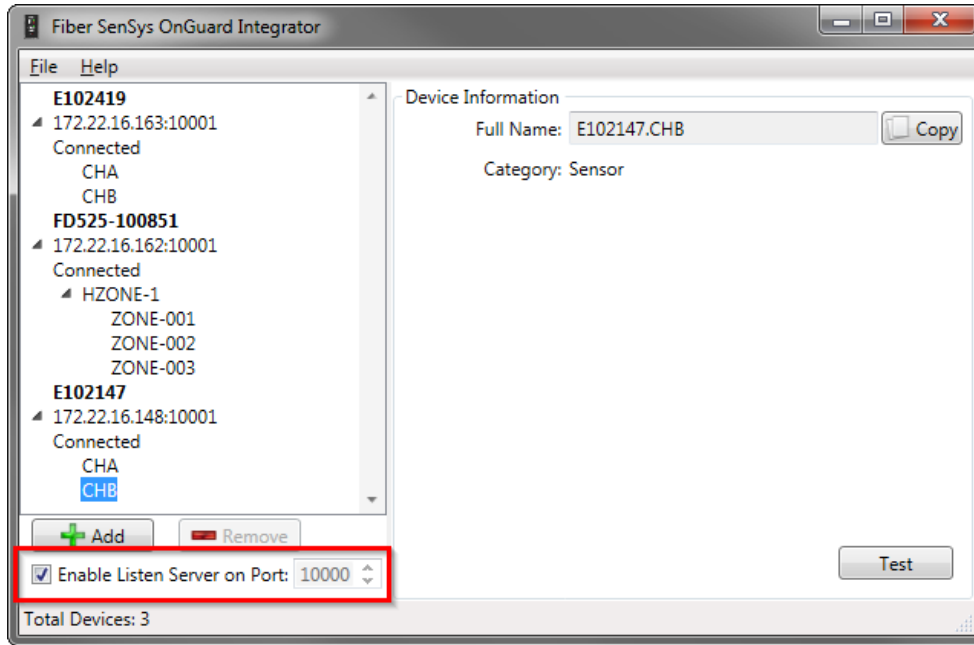 Fiber SenSys OnGuard Integrator
File Help
E102419
172.22.16.163:10001
Connected
CHA
CHB
FD525-100851
172.22.16.162:10001
Connected
HZONE-1
ZONE-001
ZONE-002
ZONE-003
E102147
172.22.16.148:10001
Connected
CHA
CHB
Add Remove
Enable Listen Server on Port: 10000
Total Devices: 3
Device Information
Full Name: E102147.CHB Copy
Category: Sensor
Test